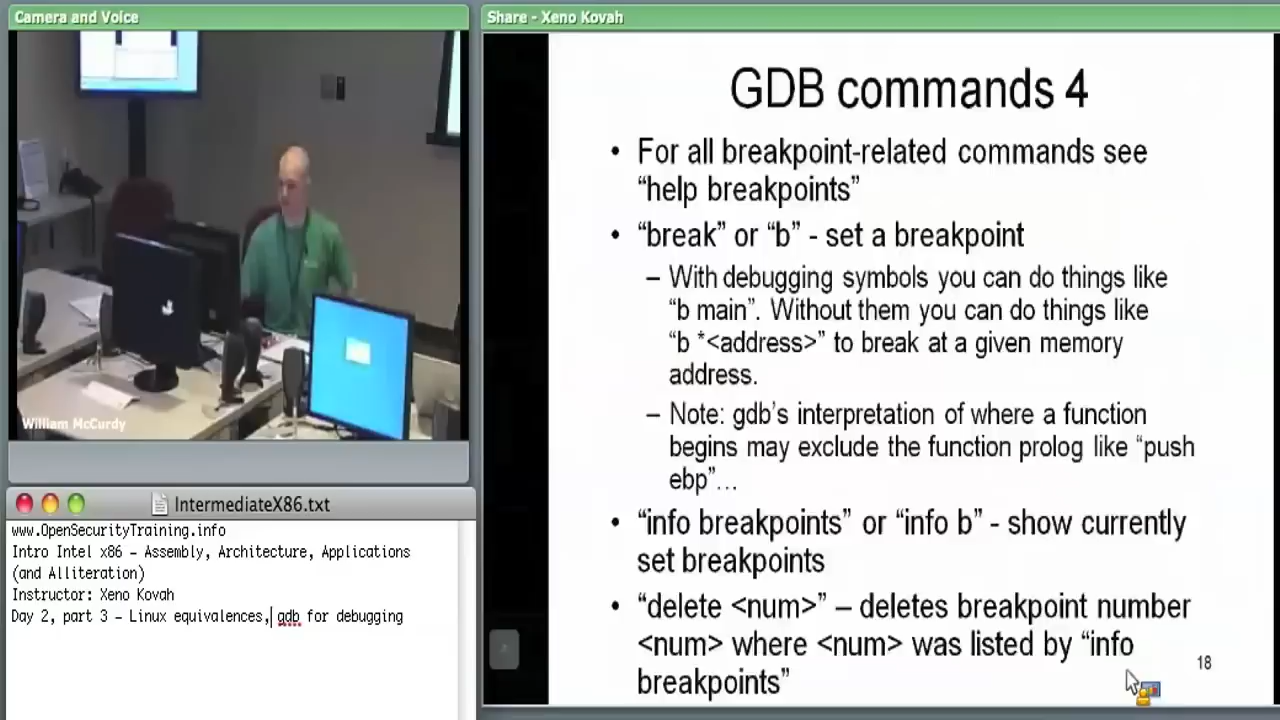 Camera and Voice
William McCurdy
IntermediateX86.txt
www.OpenSecurityTraining.info
Intro Intel x86 – Assembly, Architecture, Applications
(and Alliteration)
Instructor: Xeno Kovah
Day 2, part 3 – Linux equivalences, gdb for debugging
Share - Xeno Kovah
GDB commands 4
• For all breakpoint-related commands see
“help breakpoints”
• “break” or “b” - set a breakpoint
– With debugging symbols you can do things like
“b main”. Without them you can do things like
“b *<address>” to break at a given memory
address.
– Note: gdb’s interpretation of where a function
begins may exclude the function prolog like “push
ebp”…
• “info breakpoints” or “info b” - show currently
set breakpoints
• “delete <num>” – deletes breakpoint number
<num> where <num> was listed by “info
breakpoints”
18